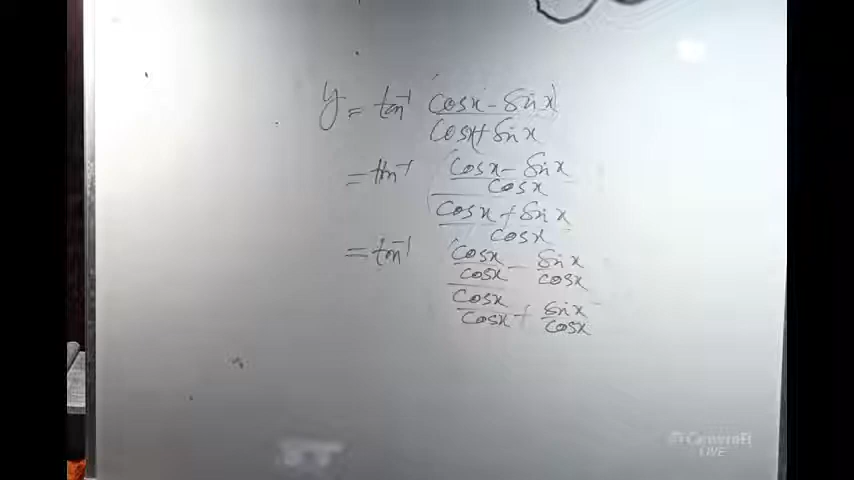 y = tan⁻¹ (cosx - Sinx)/(cosx + Sinx)
= tan⁻¹ ((cosx - Sinx)/cosx)/((cosx + Sinx)/cosx)
= tan⁻¹ (cosx/cosx - Sinx/cosx)/(cosx/cosx + Sinx/cosx)
LIVE